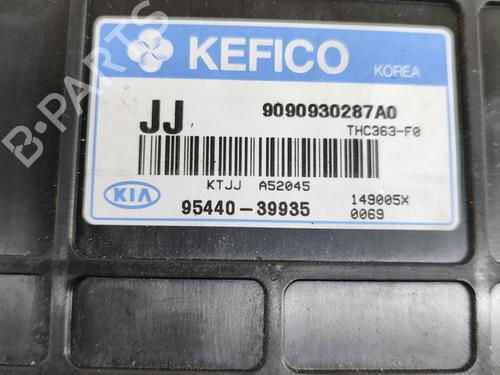 KEFICO
KOREA
JJ
9090930287A0
THC363-F0
KTJJ A52045
KIA
95440-39935
149005X
0069
B-PARTS